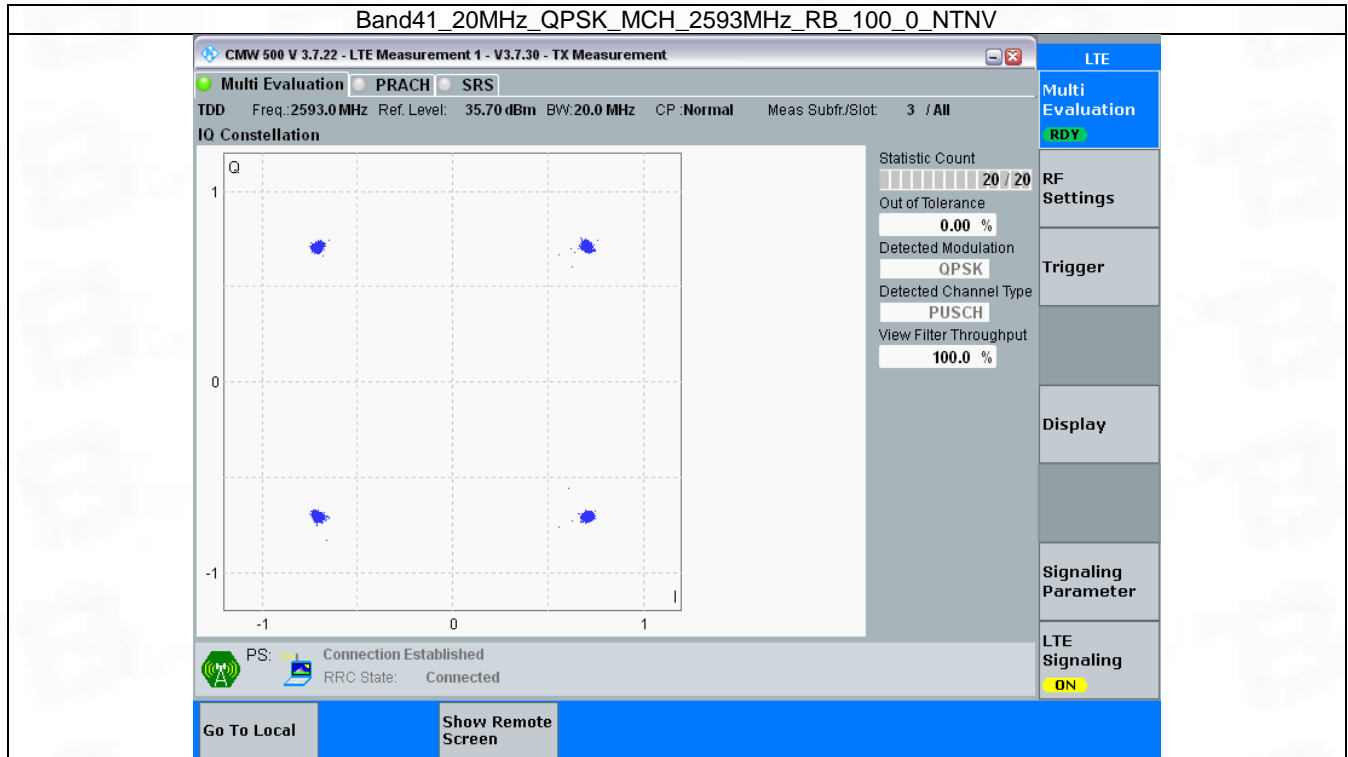 Band41_20MHz_QPSK_MCH_2593MHz_RB_100_0_NTNV
CMW 500 V 3.7.22 - LTE Measurement 1 - V3.7.30 - TX Measurement
LTE
Multi Evaluation PRACH SRS
TDD Freq.:2593.0 MHz Ref. Level: 35.70 dBm BW:20.0 MHz CP :Normal Meas Subfr./Slot: 3 / All
IQ Constellation
Q
1
0
-1
I
-1 0 1
Statistic Count
20 / 20
Out of Tolerance
0.00 %
Detected Modulation
QPSK
Detected Channel Type
PUSCH
View Filter Throughput
100.0 %
Multi
Evaluation
RDY
RF
Settings
Trigger
Display
Signaling
Parameter
LTE
Signaling
ON
PS: Connection Established
RRC State: Connected
Go To Local
Show Remote
Screen